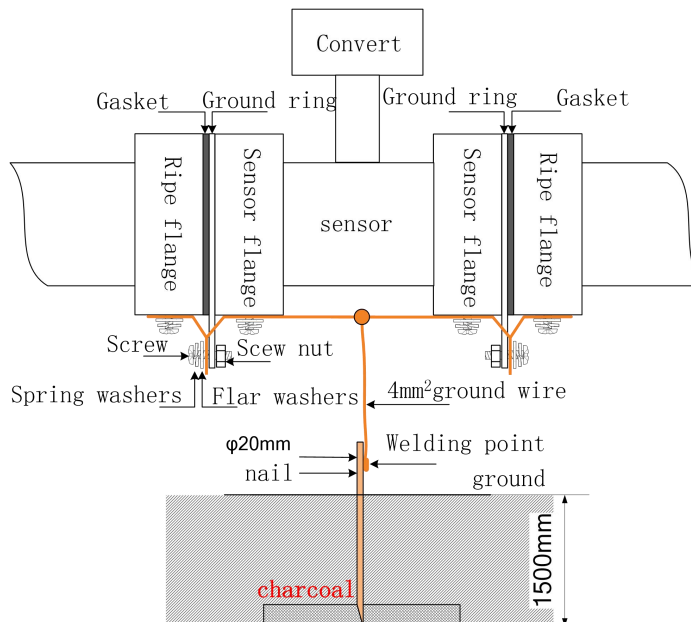 Convert
Gasket
Ground ring
Ground ring
Gasket
Ripe flange
Sensor flange
sensor
Sensor flange
Ripe flange
Screw
Scew nut
Spring washers
Flar washers
4mm²ground wire
φ20mm
Welding point
nail
ground
1500mm
charcoal